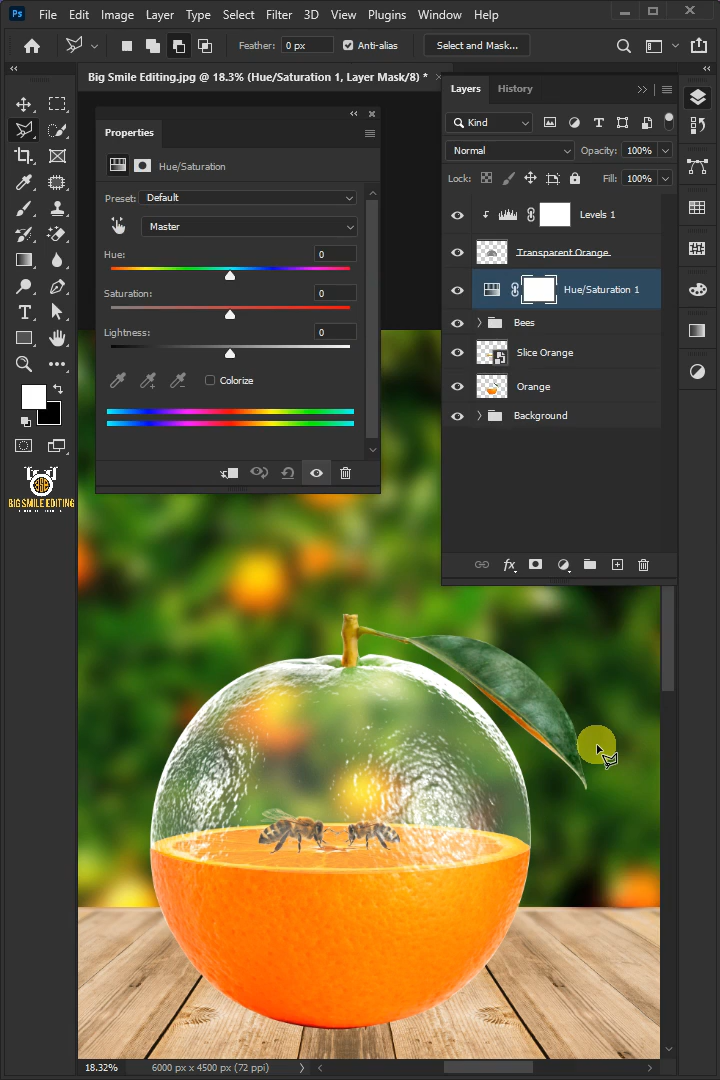 Ps File Edit Image Layer Type Select Filter 3D View Plugins Window Help
Feather: 0 px Anti-alias Select and Mask...
Big Smile Editing.jpg @ 18.3% (Hue/Saturation 1, Layer Mask/8) *
Properties
Hue/Saturation
Preset: Default
Master
Hue: 0
Saturation: 0
Lightness: 0
Colorize
Layers History
Kind
Normal Opacity: 100%
Lock: Fill: 100%
Levels 1
Transparent Orange
Hue/Saturation 1
Bees
Slice Orange
Orange
Background
fx
BIG SMILE EDITING
18.32% 6000 px x 4500 px (72 ppi)